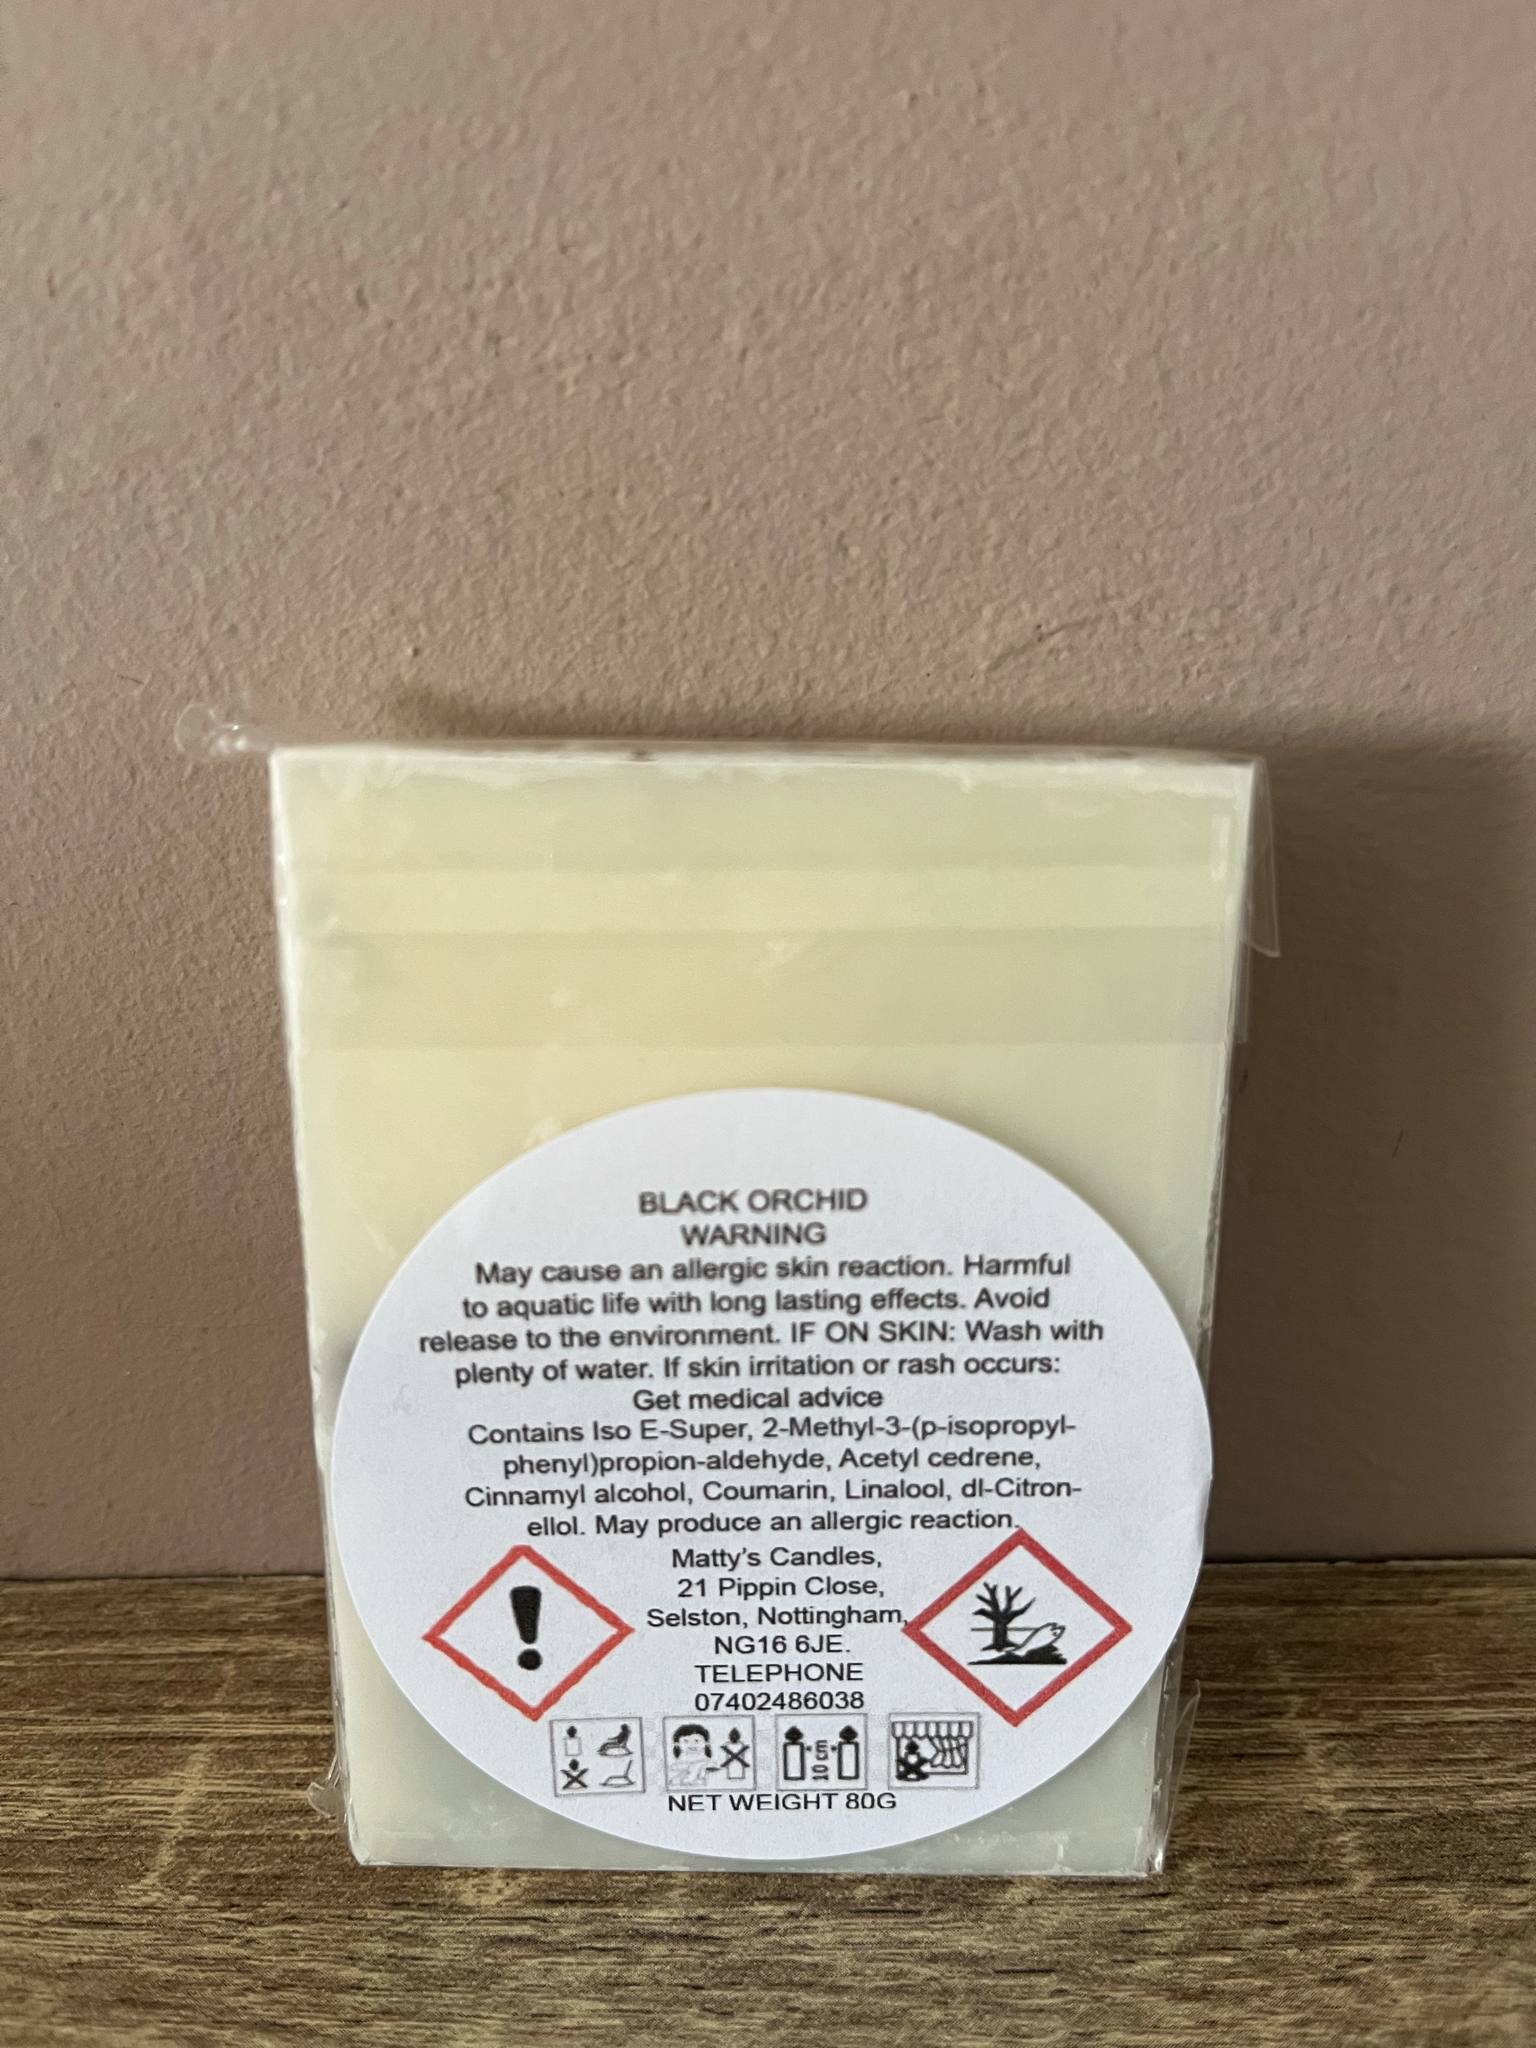 BLACK ORCHID
WARNING
May cause an allergic skin reaction. Harmful
to aquatic life with long lasting effects. Avoid
release to the environment. IF ON SKIN: Wash with
plenty of water. If skin irritation or rash occurs:
Get medical advice
Contains Iso E-Super, 2-Methyl-3-(p-isopropyl-
phenyl)propion-aldehyde, Acetyl cedrene,
Cinnamyl alcohol, Coumarin, Linalool, dl-Citron-
ellol. May produce an allergic reaction.
Matty's Candles,
21 Pippin Close,
Selston, Nottingham,
NG16 6JE.
TELEPHONE
07402486038
10 cm
NET WEIGHT 80G